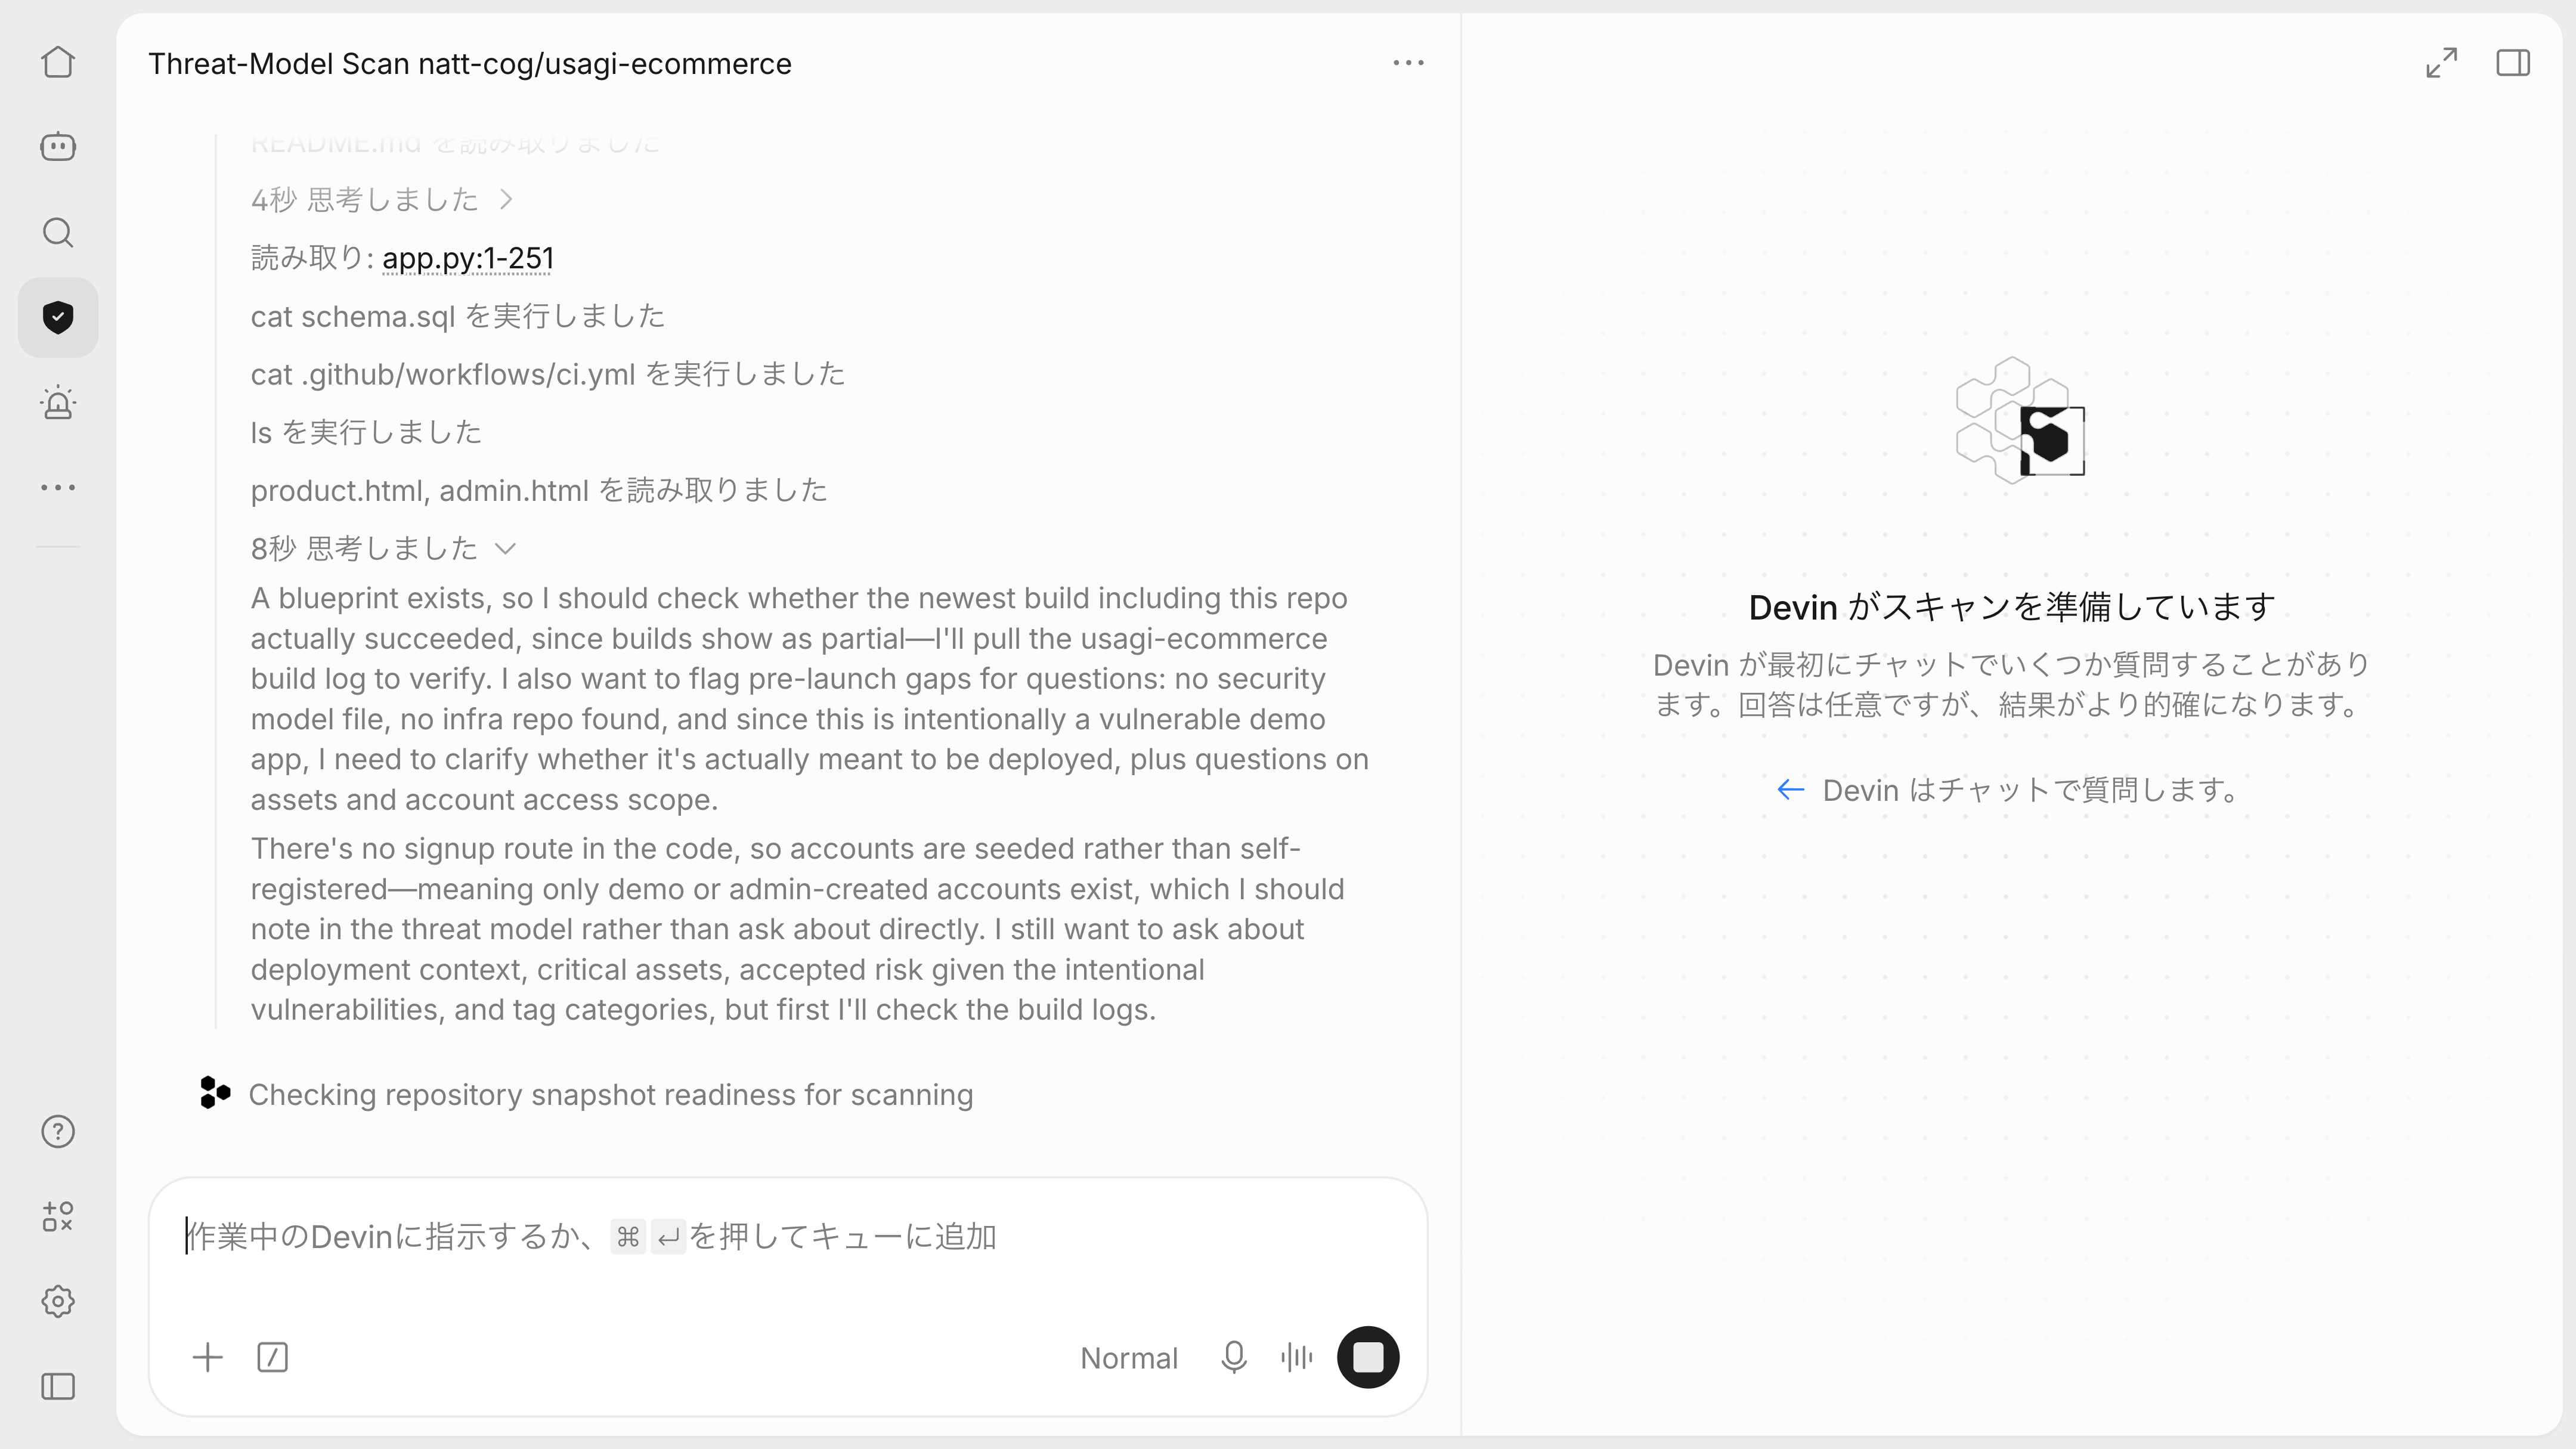 Threat-Model Scan natt-cog/usagi-ecommerce
README.md を読み取りました
4秒 思考しました
読み取り: app.py:1-251
cat schema.sql を実行しました
cat .github/workflows/ci.yml を実行しました
ls を実行しました
product.html, admin.html を読み取りました
8秒 思考しました
A blueprint exists, so I should check whether the newest build including this repo
actually succeeded, since builds show as partial—I'll pull the usagi-ecommerce
build log to verify. I also want to flag pre-launch gaps for questions: no security
model file, no infra repo found, and since this is intentionally a vulnerable demo
app, I need to clarify whether it's actually meant to be deployed, plus questions on
assets and account access scope.
There's no signup route in the code, so accounts are seeded rather than self-
registered—meaning only demo or admin-created accounts exist, which I should
note in the threat model rather than ask about directly. I still want to ask about
deployment context, critical assets, accepted risk given the intentional
vulnerabilities, and tag categories, but first I'll check the build logs.
Checking repository snapshot readiness for scanning
作業中のDevinに指示するか、⌘ ↵ を押してキューに追加
Normal
Devin がスキャンを準備しています
Devin が最初にチャットでいくつか質問することがあり
ます。回答は任意ですが、結果がより的確になります。
← Devin はチャットで質問します。